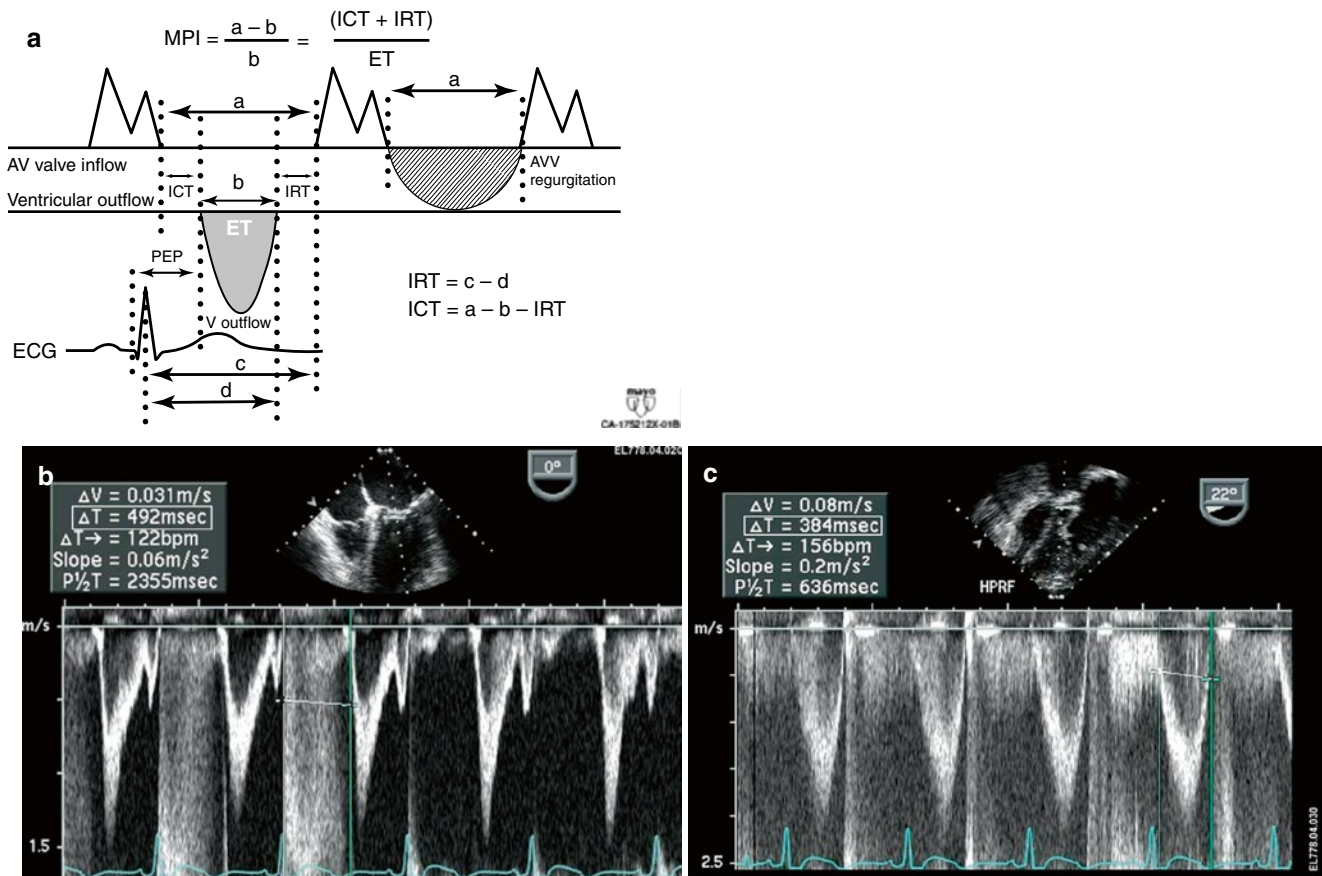 a
MPI = a – b / b = (ICT + IRT) / ET
a
a
AV valve inflow
ICT
b
IRT
AVV
regurgitation
Ventricular outflow
ET
PEP
IRT = c – d
ICT = a – b – IRT
V outflow
ECG
c
d
mayo
CA-175212X-01B
b
EL778.04.020
0°
ΔV = 0.031m/s
ΔT = 492msec
ΔT→ = 122bpm
Slope = 0.06m/s²
P½T = 2355msec
m/s
1.5
c
22°
ΔV = 0.08m/s
ΔT = 384msec
ΔT→ = 156bpm
Slope = 0.2m/s²
P½T = 636msec
HPRF
m/s
2.5
EL778.04.030